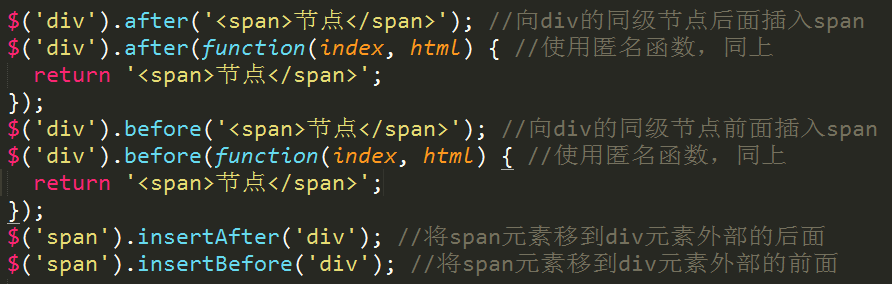 $('div').after('<span>节点</span>'); //向div的同级节点后面插入span
$('div').after(function(index, html) { //使用匿名函数，同上
  return '<span>节点</span>';
});
$('div').before('<span>节点</span>'); //向div的同级节点前面插入span
$('div').before(function(index, html) { //使用匿名函数，同上
  return '<span>节点</span>';
});
$('span').insertAfter('div'); //将span元素移到div元素外部的后面
$('span').insertBefore('div'); //将span元素移到div元素外部的前面